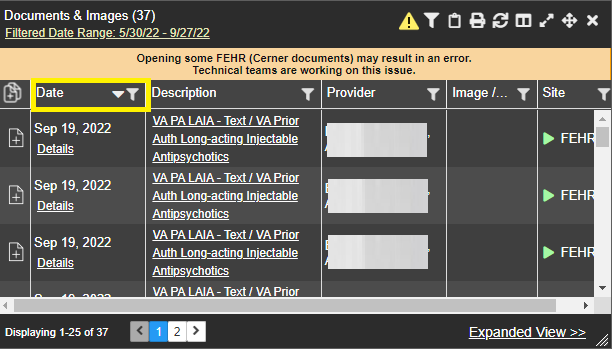 Documents & Images (37)
Filtered Date Range: 5/30/22 - 9/27/22
Opening some FEHR (Cerner documents) may result in an error.
Technical teams are working on this issue.
Date Description Provider Image /... Site
Sep 19, 2022
Details
VA PA LAIA - Text / VA Prior
Auth Long-acting Injectable
Antipsychotics
FEHR
Sep 19, 2022
Details
VA PA LAIA - Text / VA Prior
Auth Long-acting Injectable
Antipsychotics
FEHR
Sep 19, 2022
Details
VA PA LAIA - Text / VA Prior
Auth Long-acting Injectable
Antipsychotics
FEHR
Sep 19, 2022
VA PA LAIA - Text / VA Prior
Displaying 1-25 of 37
< 1 2 >
Expanded View >>